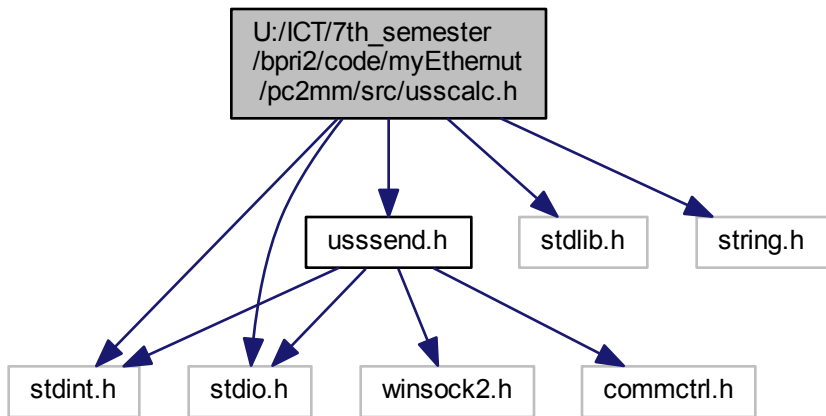 U:/ICT/7th_semester
/bpri2/code/myEthernut
/pc2mm/src/usscalc.h
usssend.h
stdlib.h
string.h
stdint.h
stdio.h
winsock2.h
commctrl.h